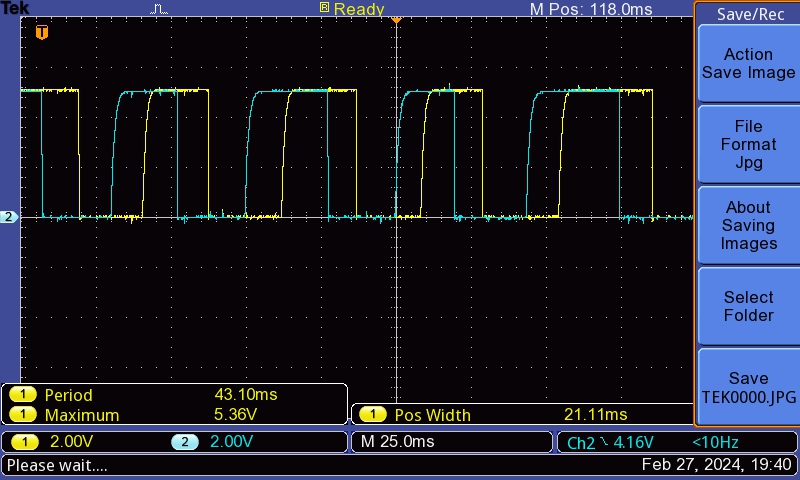 Tek
R Ready
M Pos: 118.0ms
Save/Rec
T
Action
Save Image
File
Format
Jpg
About
Saving
Images
Select
Folder
Save
TEK0000.JPG
2
1 Period 43.10ms
1 Maximum 5.36V
1 Pos Width 21.11ms
1 2.00V 2 2.00V M 25.0ms Ch2 4.16V <10Hz
Please wait.... Feb 27, 2024, 19:40